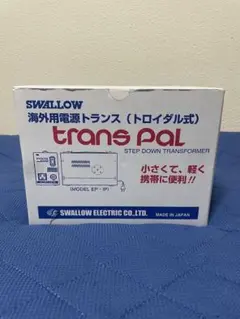 SWALLOW
海外用電源トランス（トロイダル式）
trans pal
STEP DOWN TRANSFORMER
小さくて、軽く
携帯に便利!!
SWALLOW ELECTRIC CO.,LTD.
MADE IN JAPAN